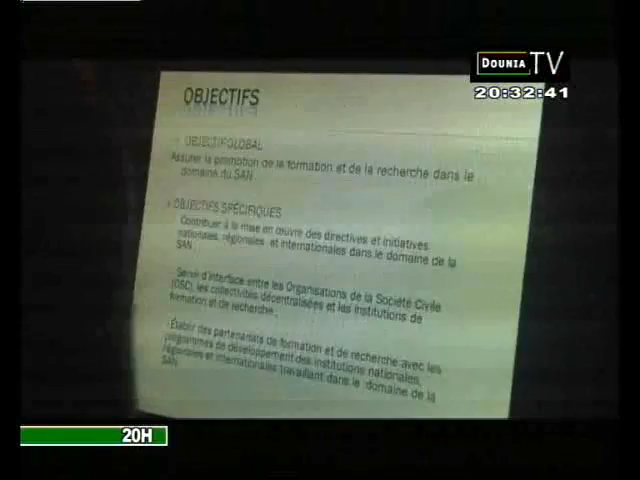 DOUNIA TV
20:32:41
OBJECTIFS
OBJECTIF GLOBAL
Assurer la promotion de la formation et de la recherche dans le
domaine du SAN
OBJECTIFS SPÉCIFIQUES
Contribuer à la mise en œuvre des directives et initiatives
nationales, régionales et internationales dans le domaine de la
SAN
Servir d'interface entre les Organisations de la Société Civile
(OSC), les collectivités décentralisées et les institutions de
formation et de recherche ;
Établir des partenariats de formation et de recherche avec les
programmes de développement des institutions nationales,
régionales et internationales travaillant dans le domaine de la
SAN
20H